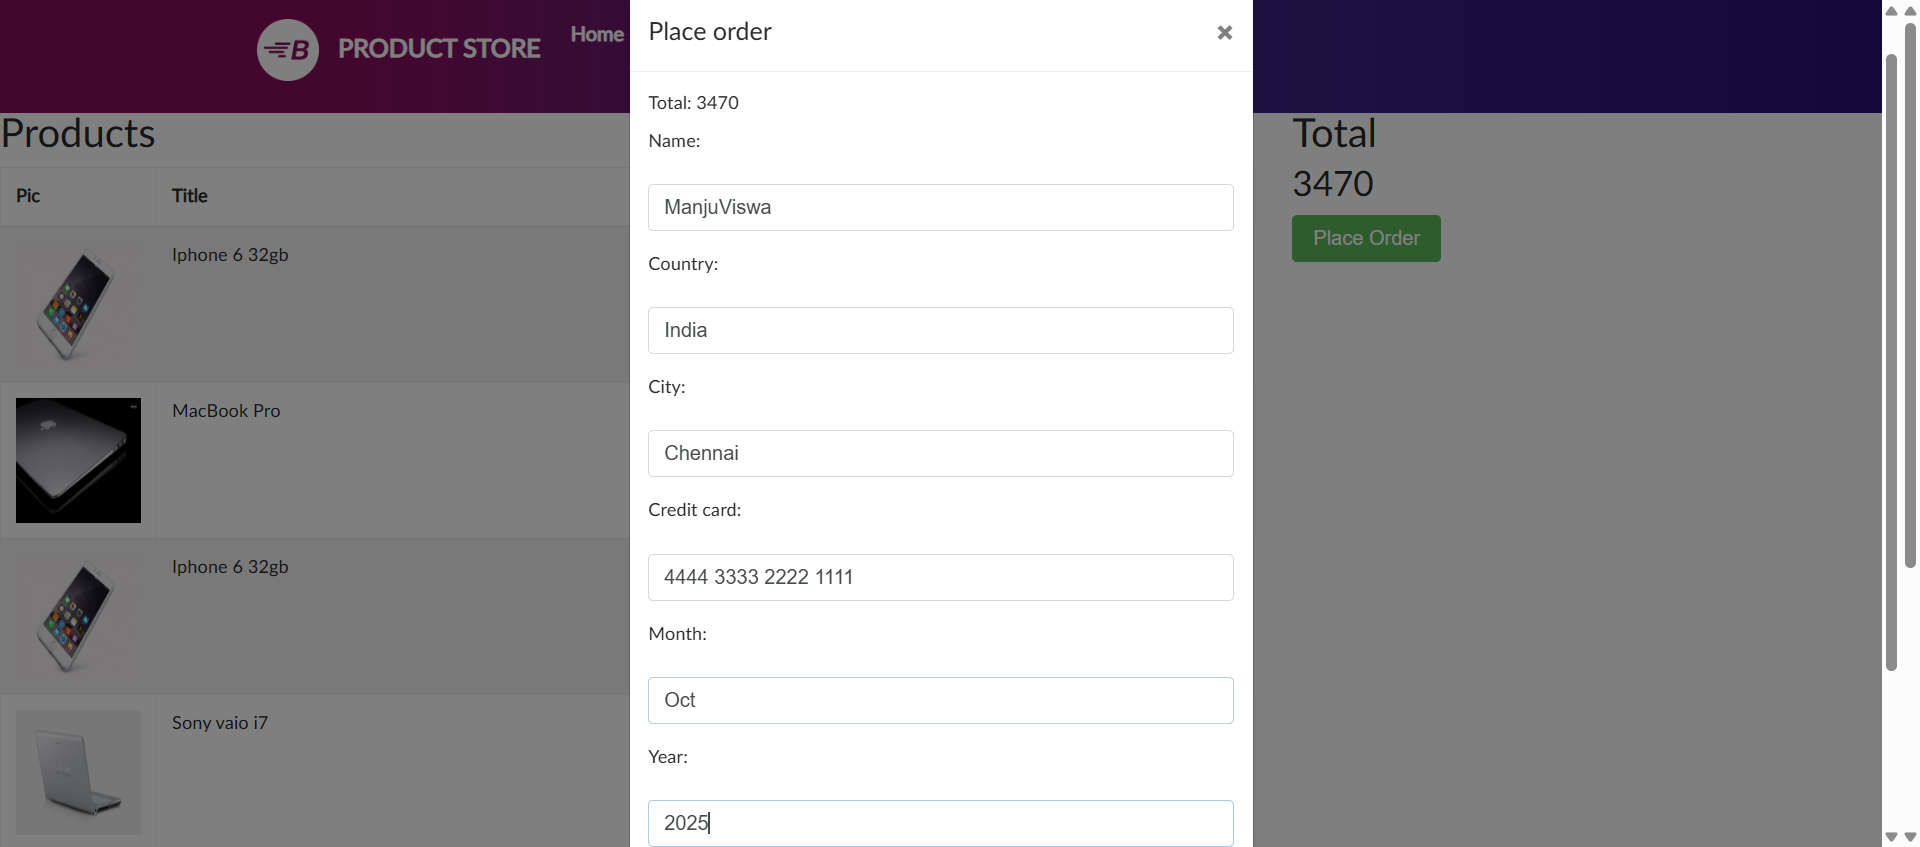 B PRODUCT STORE Home
Place order
×
Total: 3470
Name:
ManjuViswa
Country:
India
City:
Chennai
Credit card:
4444 3333 2222 1111
Month:
Oct
Year:
2025
Products
Pic Title
Iphone 6 32gb
MacBook Pro
Iphone 6 32gb
Sony vaio i7
Total
3470
Place Order